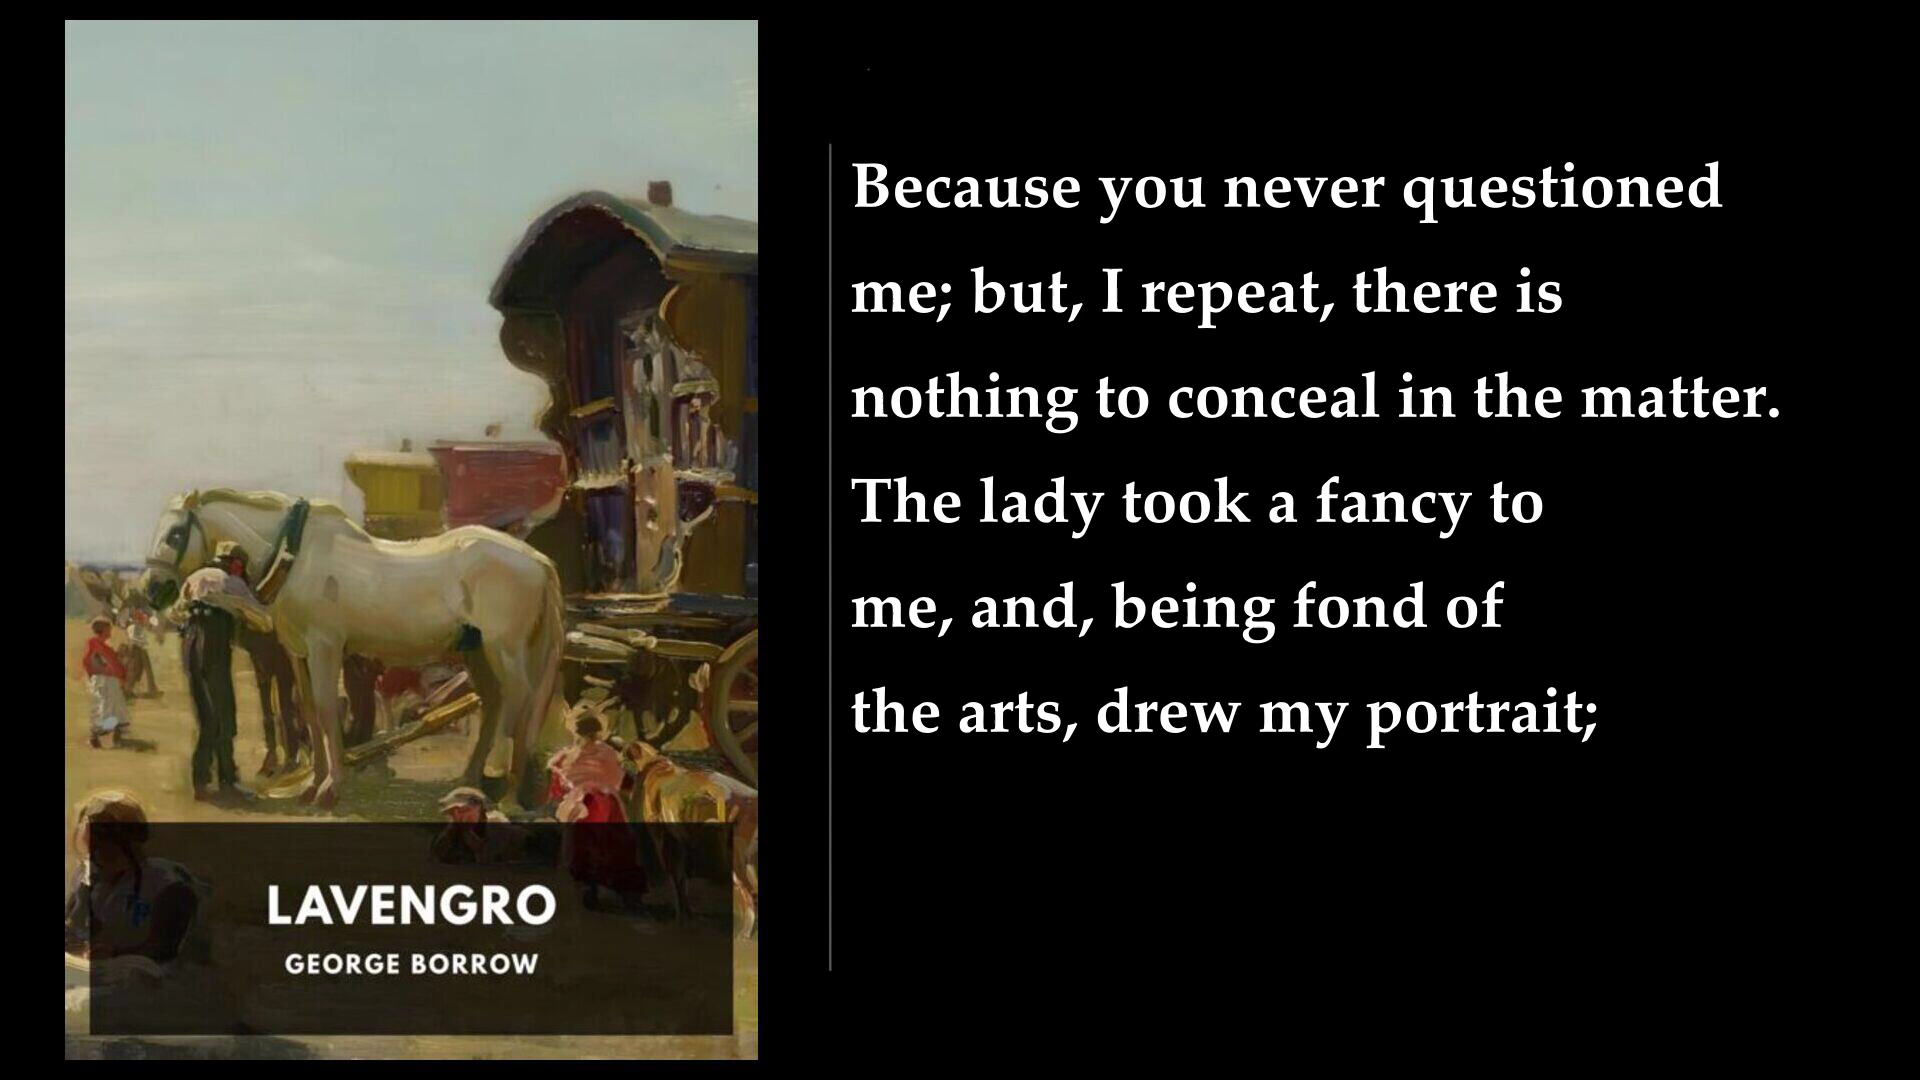 LAVENGRO
GEORGE BORROW
Because you never questioned
me; but, I repeat, there is
nothing to conceal in the matter.
The lady took a fancy to
me, and, being fond of
the arts, drew my portrait;